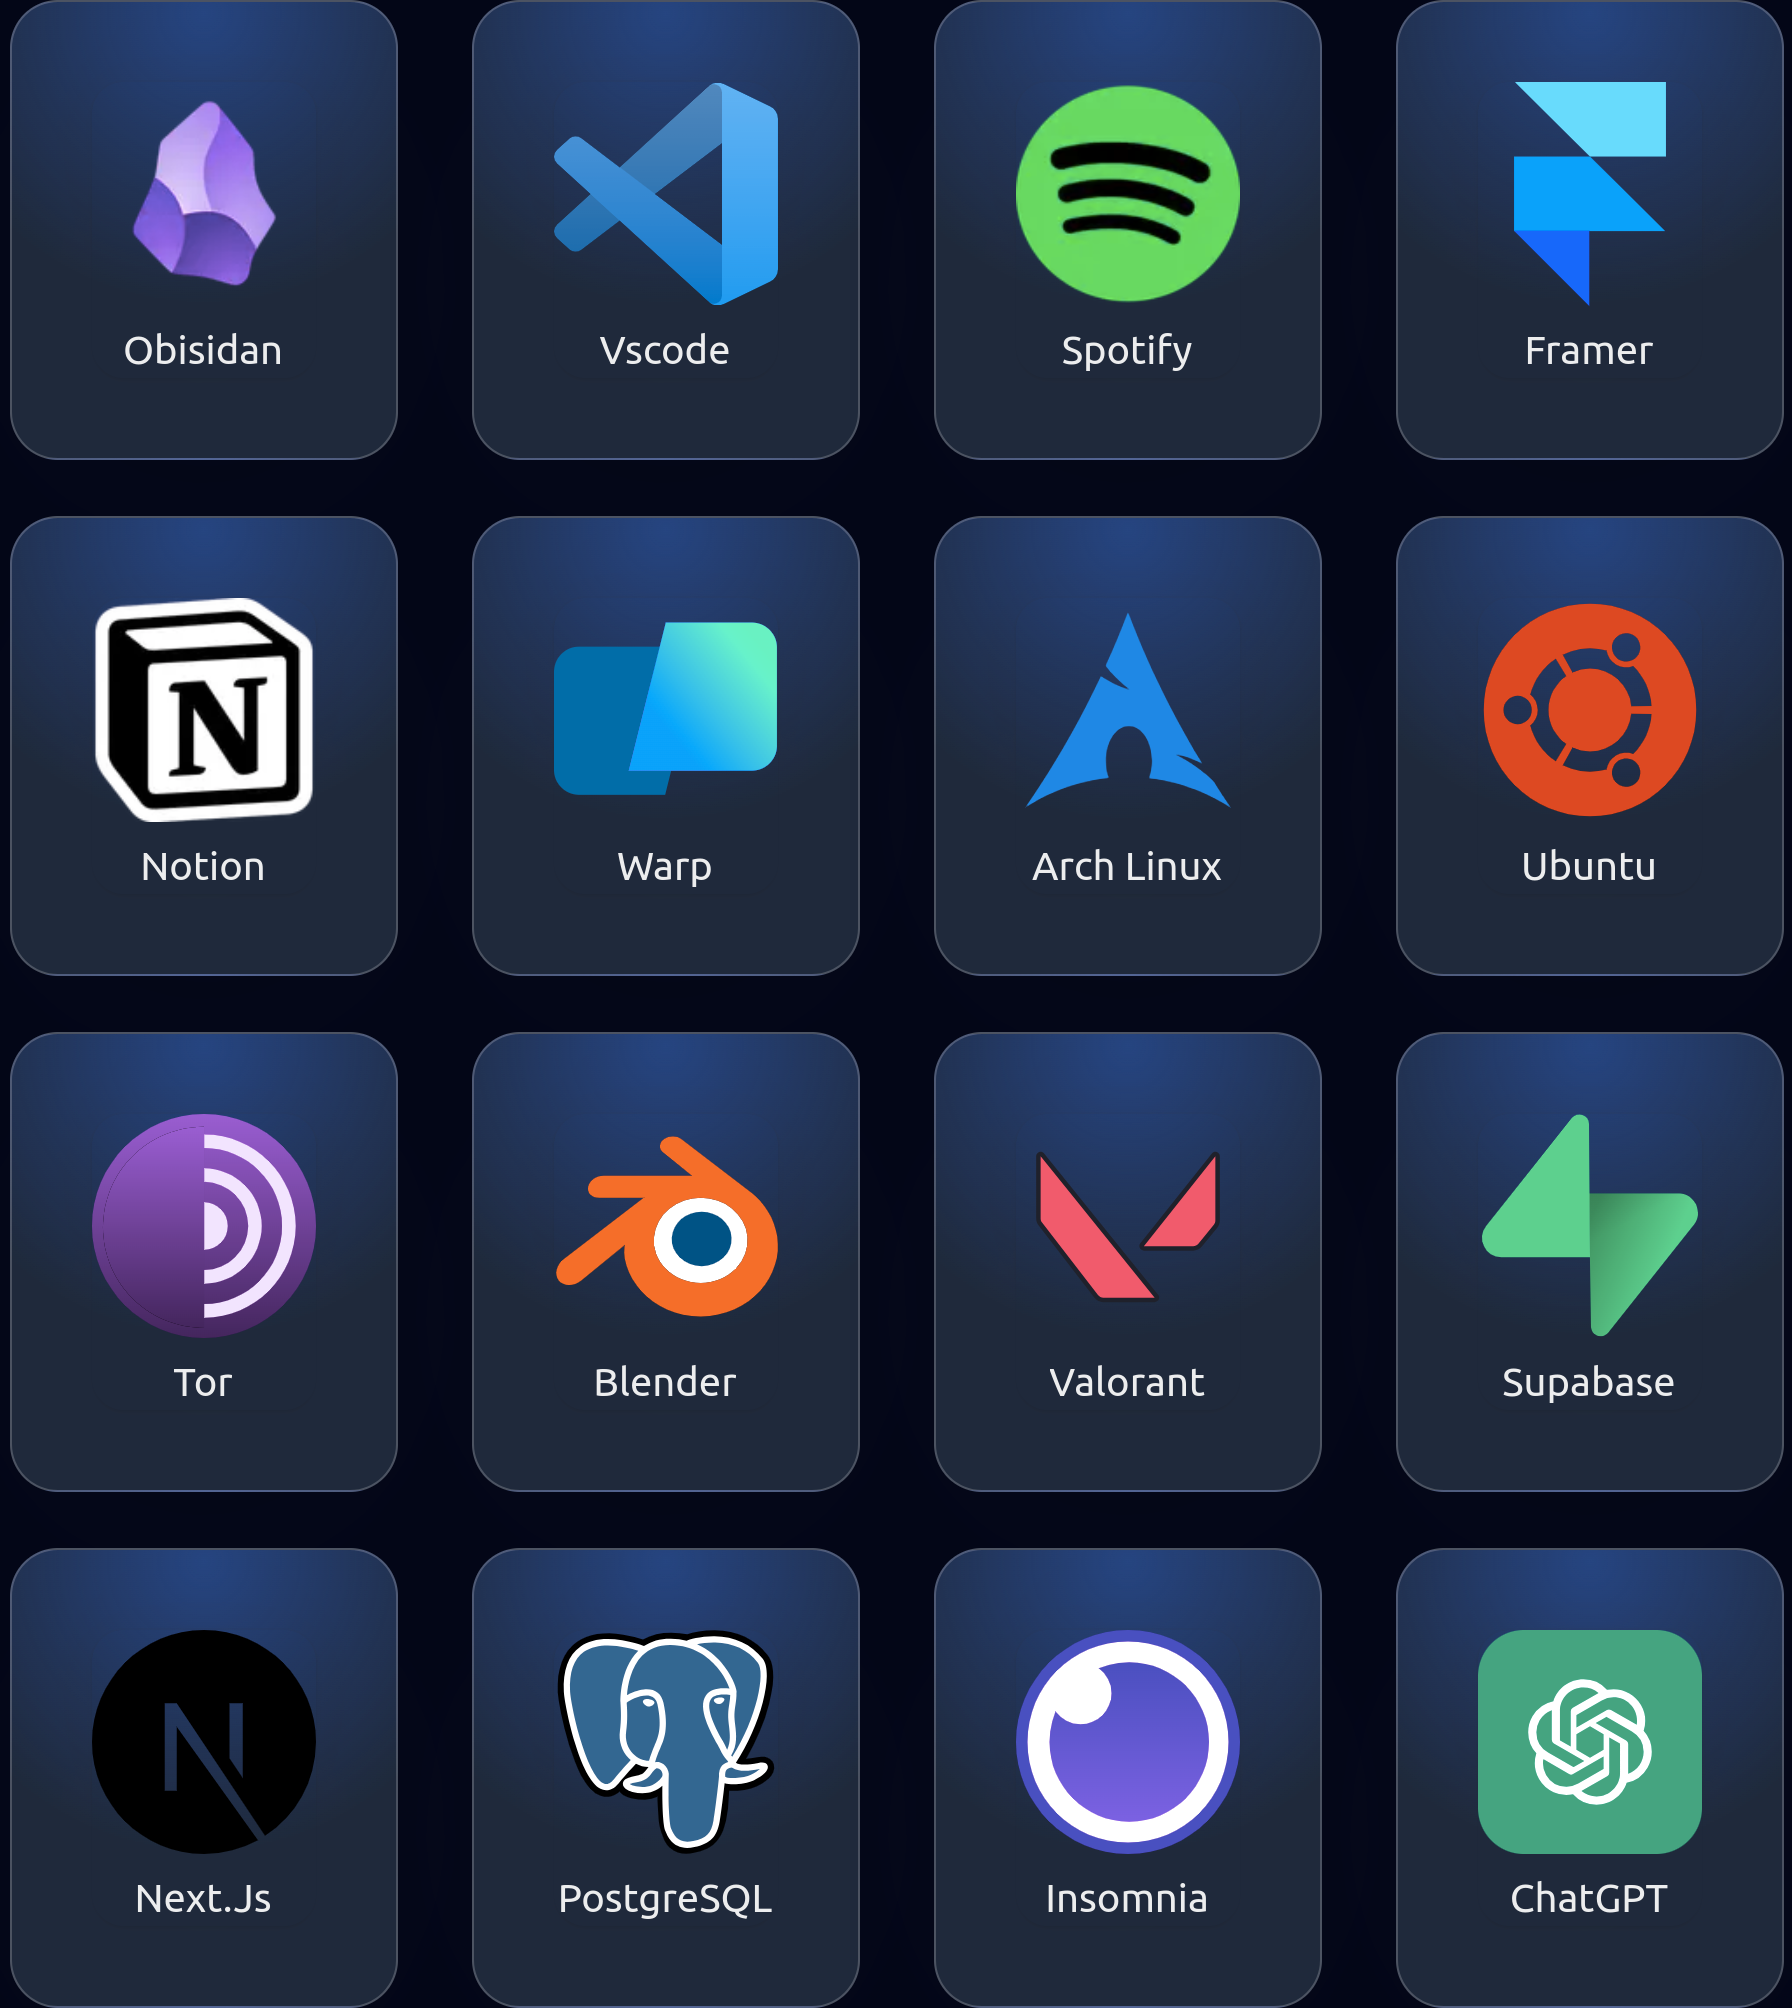 Obisidan
Vscode
Spotify
Framer
N
Notion
Warp
Arch Linux
Ubuntu
Tor
Blender
Valorant
Supabase
N
Next.Js
PostgreSQL
Insomnia
ChatGPT